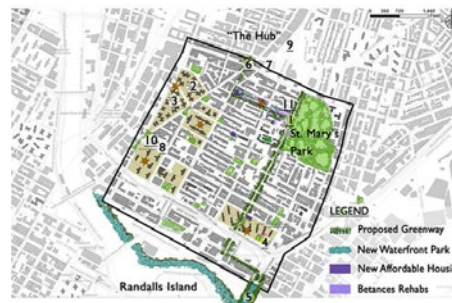 "The Hub"
9
6
7
2
3
11
1
St. Mary's
Park
10
8
LEGEND
Proposed Greenway
New Waterfront Park
New Affordable Housi
Betances Rehabs
Randalls Island
5